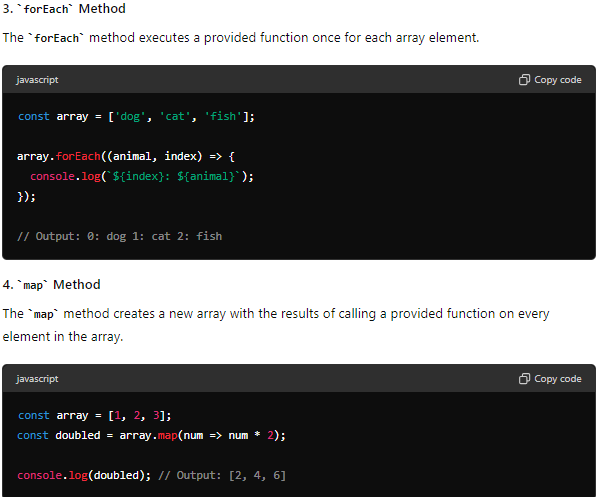 3. `forEach` Method
The `forEach` method executes a provided function once for each array element.
javascript
Copy code
const array = ['dog', 'cat', 'fish'];
array.forEach((animal, index) => {
  console.log(`${index}: ${animal}`);
});
// Output: 0: dog 1: cat 2: fish
4. `map` Method
The `map` method creates a new array with the results of calling a provided function on every
element in the array.
javascript
Copy code
const array = [1, 2, 3];
const doubled = array.map(num => num * 2);
console.log(doubled); // Output: [2, 4, 6]